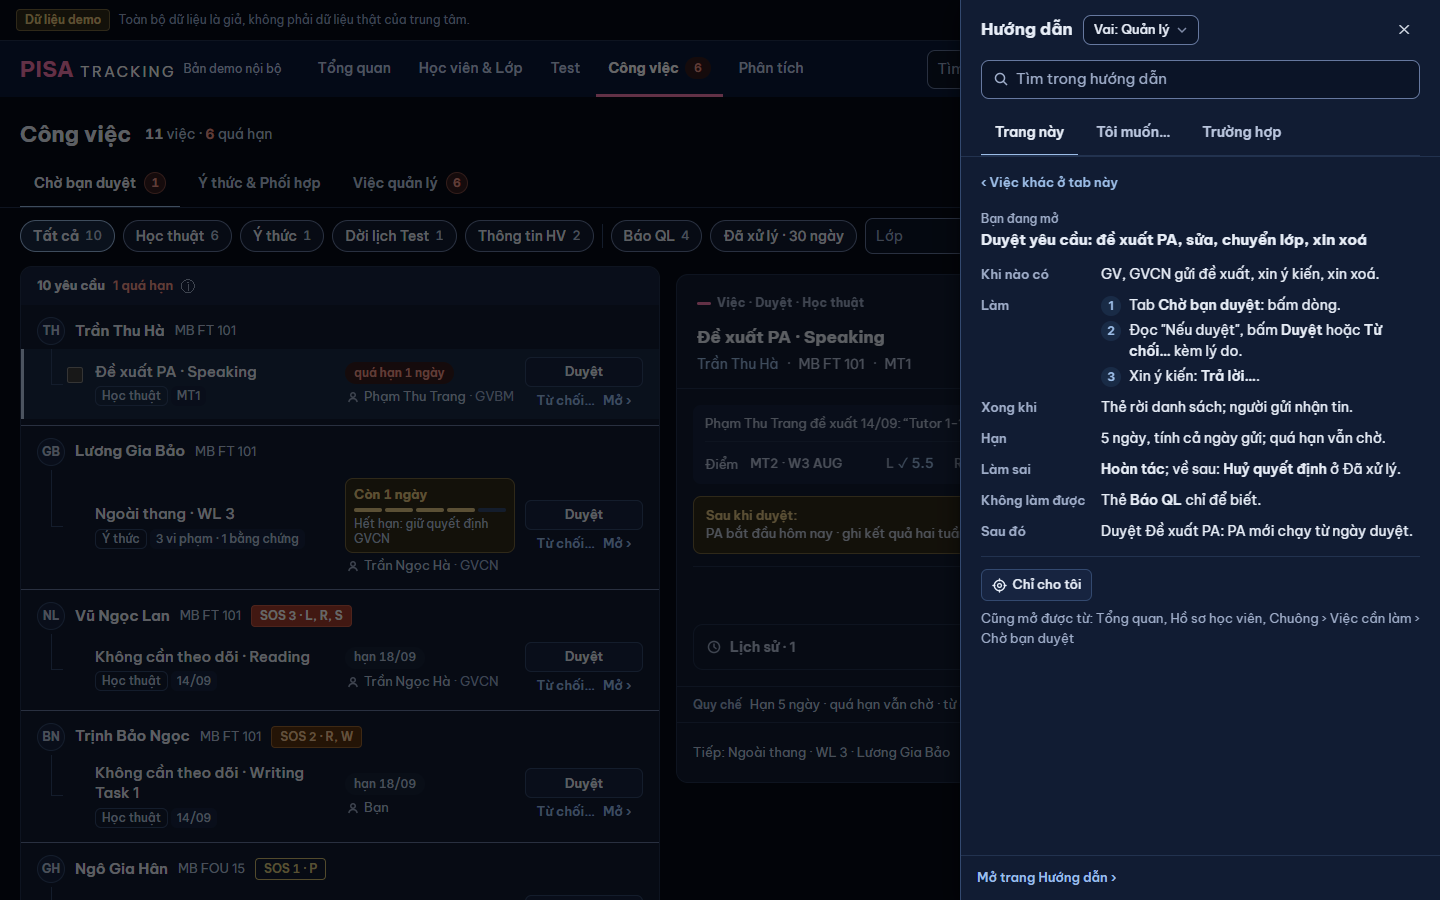 Dữ liệu demo Toàn bộ dữ liệu là giả, không phải dữ liệu thật của trung tâm.
PISA TRACKING Bản demo nội bộ Tổng quan Học viên & Lớp Test Công việc 6 Phân tích
Công việc 11 việc · 6 quá hạn
Chờ bạn duyệt 1 Ý thức & Phối hợp Việc quản lý 6
Tất cả 10 Học thuật 6 Ý thức 1 Dời lịch Test 1 Thông tin HV 2 Báo QL 4 Đã xử lý · 30 ngày Lớp
10 yêu cầu 1 quá hạn
TH Trần Thu Hà MB FT 101
Đề xuất PA · Speaking quá hạn 1 ngày Duyệt
Học thuật MT1 Phạm Thu Trang · GVBM Từ chối... Mở ›
GB Lương Gia Bảo MB FT 101
Còn 1 ngày
Ngoài thang · WL 3 Hết hạn: giữ quyết định GVCN Duyệt
Ý thức 3 vi phạm · 1 bằng chứng Từ chối... Mở ›
Trần Ngọc Hà · GVCN
NL Vũ Ngọc Lan MB FT 101 SOS 3 · L, R, S
Không cần theo dõi · Reading hạn 18/09 Duyệt
Học thuật 14/09 Trần Ngọc Hà · GVCN Từ chối... Mở ›
BN Trịnh Bảo Ngọc MB FT 101 SOS 2 · R, W
Không cần theo dõi · Writing Task 1 hạn 18/09 Duyệt
Học thuật 14/09 Bạn Từ chối... Mở ›
GH Ngô Gia Hân MB FOU 15 SOS 1 · P
Việc · Duyệt · Học thuật
Đề xuất PA · Speaking
Trần Thu Hà · MB FT 101 · MT1
Phạm Thu Trang đề xuất 14/09: “Tutor 1-
Điểm MT2 · W3 AUG L ✓ 5.5
Sau khi duyệt:
PA bắt đầu hôm nay · ghi kết quả hai tuầ
Lịch sử · 1
Quy chế Hạn 5 ngày · quá hạn vẫn chờ · từ
Tiếp: Ngoài thang · WL 3 · Lương Gia Bảo
Hướng dẫn Vai: Quản lý
Tìm trong hướng dẫn
Trang này Tôi muốn... Trường hợp
‹ Việc khác ở tab này
Bạn đang mở
Duyệt yêu cầu: đề xuất PA, sửa, chuyển lớp, xin xoá
Khi nào có GV, GVCN gửi đề xuất, xin ý kiến, xin xoá.
Làm 1 Tab Chờ bạn duyệt: bấm dòng.
2 Đọc "Nếu duyệt", bấm Duyệt hoặc Từ
chối... kèm lý do.
3 Xin ý kiến: Trả lời....
Xong khi Thẻ rời danh sách; người gửi nhận tin.
Hạn 5 ngày, tính cả ngày gửi; quá hạn vẫn chờ.
Làm sai Hoàn tác; về sau: Huỷ quyết định ở Đã xử lý.
Không làm được Thẻ Báo QL chỉ để biết.
Sau đó Duyệt Đề xuất PA: PA mới chạy từ ngày duyệt.
Chỉ cho tôi
Cũng mở được từ: Tổng quan, Hồ sơ học viên, Chuông › Việc cần làm ›
Chờ bạn duyệt
Mở trang Hướng dẫn ›